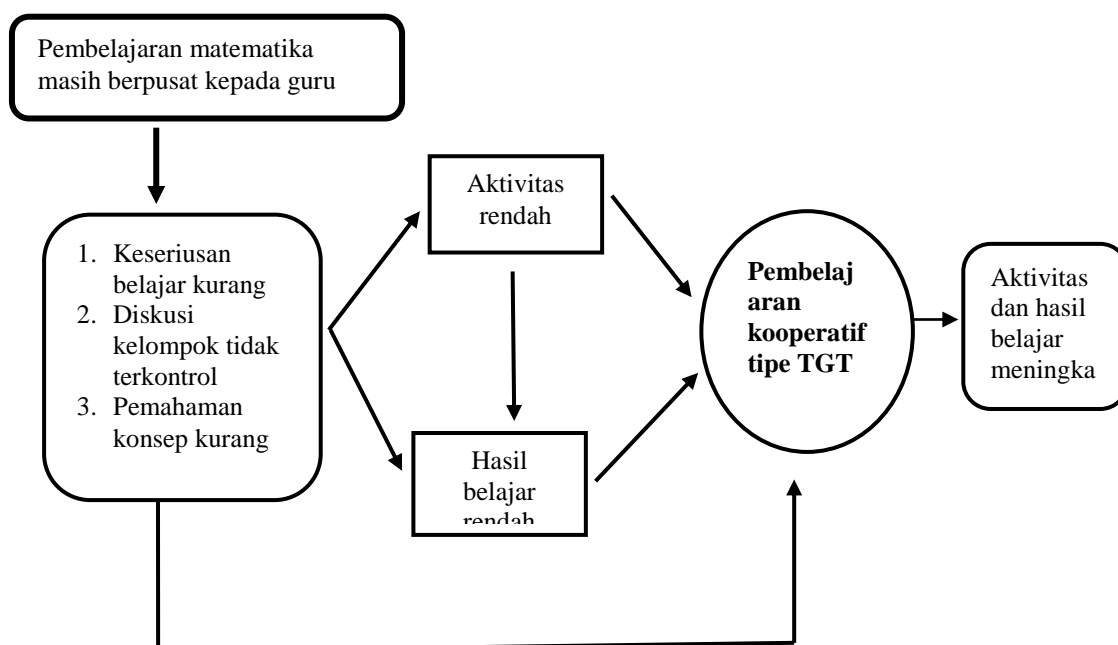 Pembelajaran matematika
masih berpusat kepada guru
Aktivitas
rendah
1. Keseriusan
belajar kurang
2. Diskusi
kelompok tidak
terkontrol
3. Pemahaman
konsep kurang
Hasil
belajar
rendah
Pembelaj
aran
kooperatif
tipe TGT
Aktivitas
dan hasil
belajar
meningka